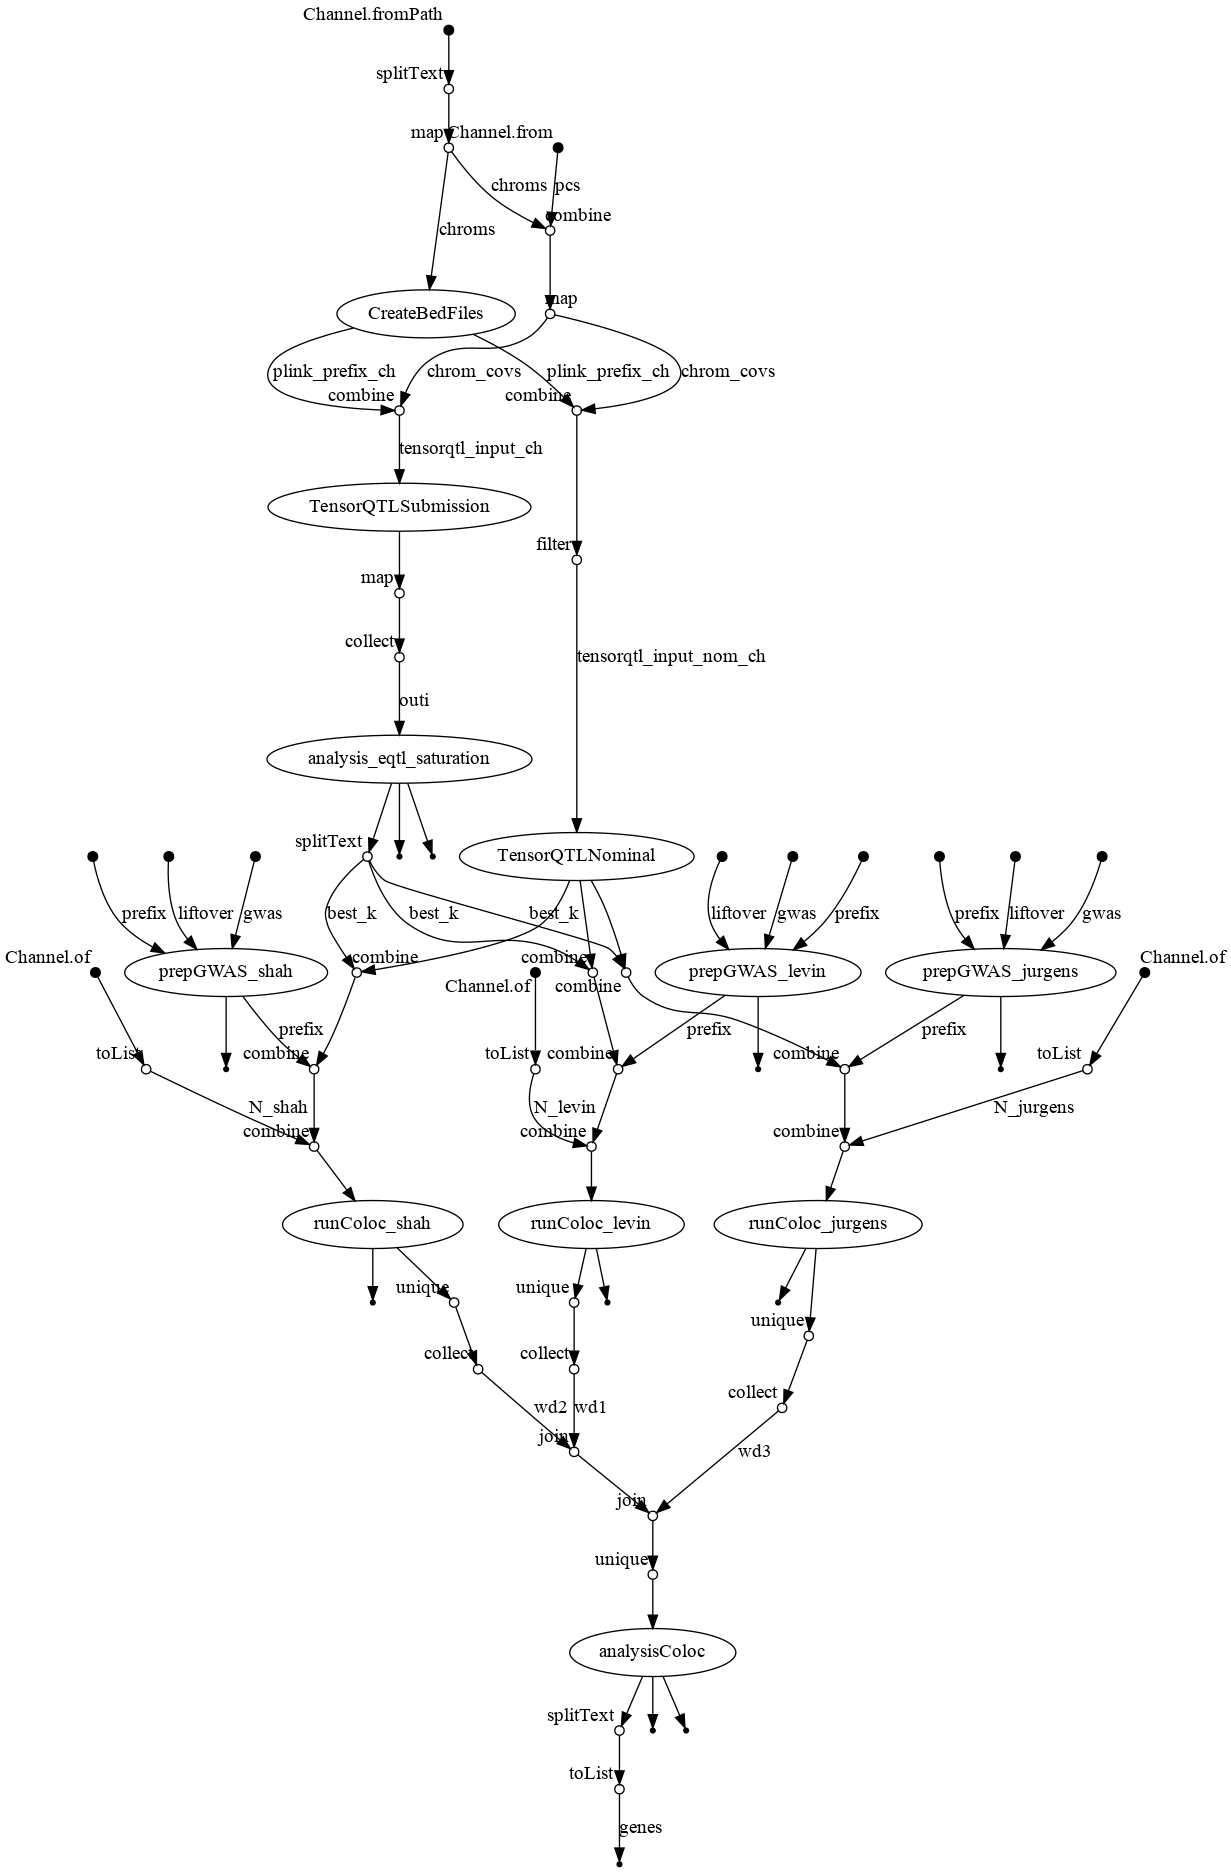 Channel.fromPath
splitText
map
Channel.from
chroms
pcs
combine
chroms
map
CreateBedFiles
plink_prefix_ch
chrom_covs
plink_prefix_ch
chrom_covs
combine
combine
tensorqtl_input_ch
TensorQTLSubmission
filter
map
collect
tensorqtl_input_nom_ch
outi
analysis_eqtl_saturation
splitText
TensorQTLNominal
prefix
liftover
gwas
best_k
best_k
best_k
liftover
gwas
prefix
prefix
liftover
gwas
Channel.of
prepGWAS_shah
combine
combine
combine
prepGWAS_levin
prepGWAS_jurgens
Channel.of
Channel.of
prefix
prefix
prefix
toList
combine
toList
combine
combine
toList
N_shah
N_levin
N_jurgens
combine
combine
combine
runColoc_shah
runColoc_levin
runColoc_jurgens
unique
unique
unique
collect
collect
collect
wd2
wd1
join
wd3
join
unique
analysisColoc
splitText
toList
genes